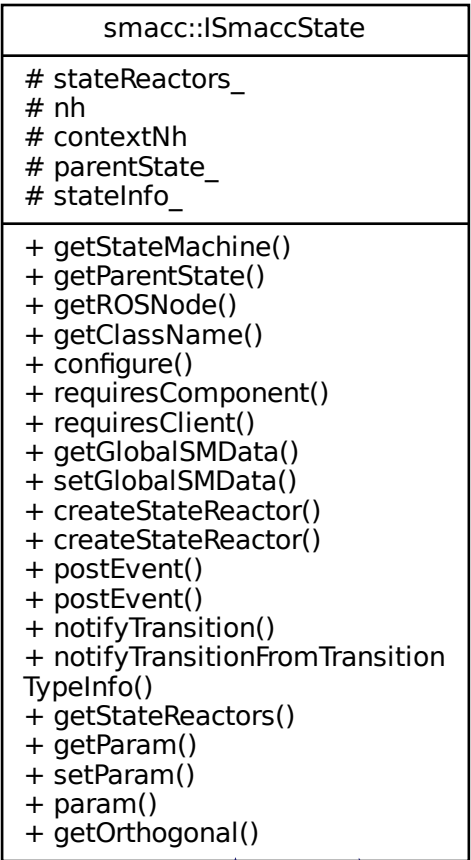 smacc::ISmaccState
# stateReactors_
# nh
# contextNh
# parentState_
# stateInfo_
+ getStateMachine()
+ getParentState()
+ getROSNode()
+ getClassName()
+ configure()
+ requiresComponent()
+ requiresClient()
+ getGlobalSMData()
+ setGlobalSMData()
+ createStateReactor()
+ createStateReactor()
+ postEvent()
+ postEvent()
+ notifyTransition()
+ notifyTransitionFromTransition
TypeInfo()
+ getStateReactors()
+ getParam()
+ setParam()
+ param()
+ getOrthogonal()